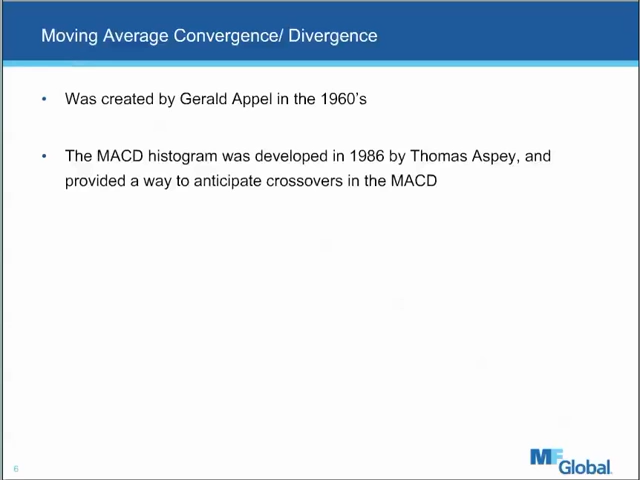 Moving Average Convergence/ Divergence
• Was created by Gerald Appel in the 1960's
• The MACD histogram was developed in 1986 by Thomas Aspey, and
provided a way to anticipate crossovers in the MACD
6
MF Global